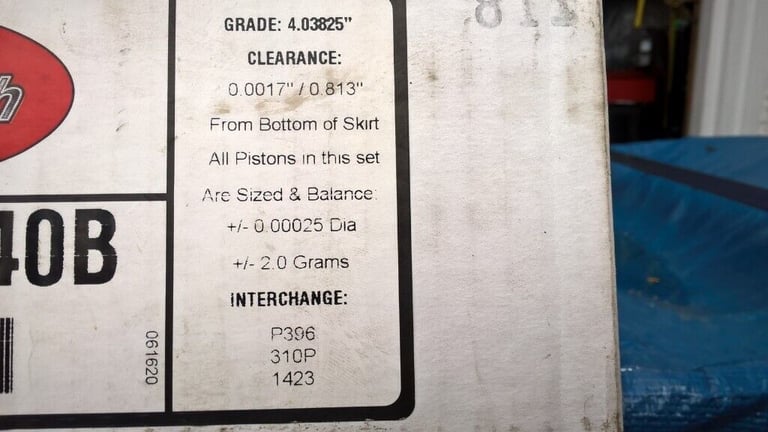 GRADE: 4.03825"
CLEARANCE:
0.0017" / 0.813"
From Bottom of Skirt
All Pistons in this set
Are Sized & Balance
+/- 0.00025 Dia
+/- 2.0 Grams
INTERCHANGE:
P396
310P
1423
h
40B
061620